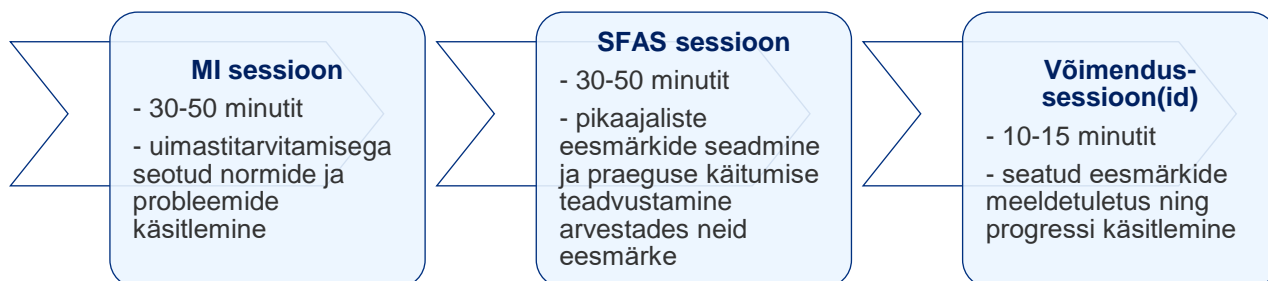 MI sessioon
- 30-50 minutit
- uimastitarvitamisega
seotud normide ja
probleemide
käsitlemine
SFAS sessioon
- 30-50 minutit
- pikaajaliste
eesmärkide seadmine
ja praeguse käitumise
teadvustamine
arvestades neid
eesmärke
Võimendus-
sessioon(id)
- 10-15 minutit
- seatud eesmärkide
meeldetuletus ning
progressi käsitlemine